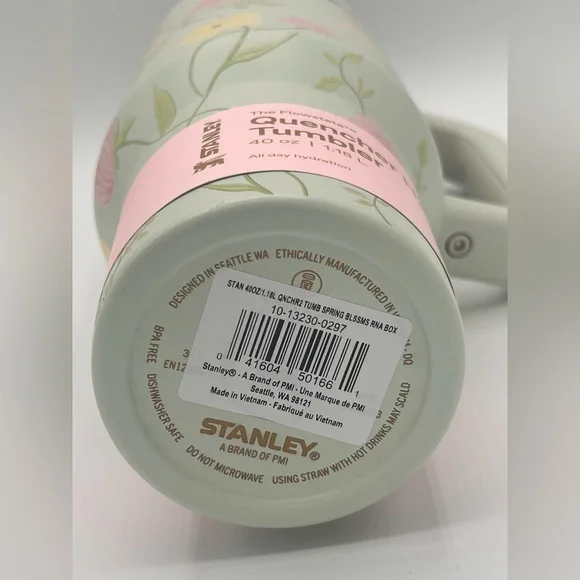 STANLEY
The Flowstate™
Quencher
Tumbler
40 oz | 1.18 L
All day hydration
DESIGNED IN SEATTLE WA ETHICALLY MANUFACTURED IN
STAN 40OZ/1.18L QNCHR2 TUMB SPRING BLSSMS RNA BOX
10-13230-0297
0 41604 50166 1
Stanley® - A Brand of PMI - Une Marque de PMI
Seattle, WA 98121
Made in Vietnam - Fabriqué au Vietnam
STANLEY®
A BRAND OF PMI
BPA FREE DISHWASHER SAFE DO NOT MICROWAVE USING STRAW WITH HOT DRINKS MAY SCALD